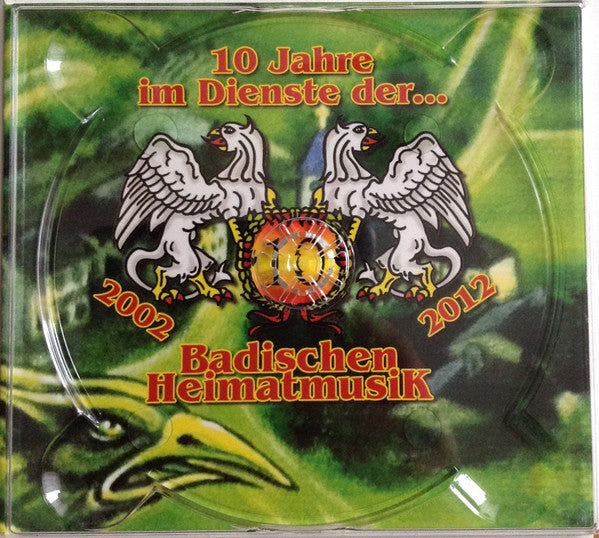 10 Jahre
im Dienste der...
2002
2012
Badischen
HeimatmusiK